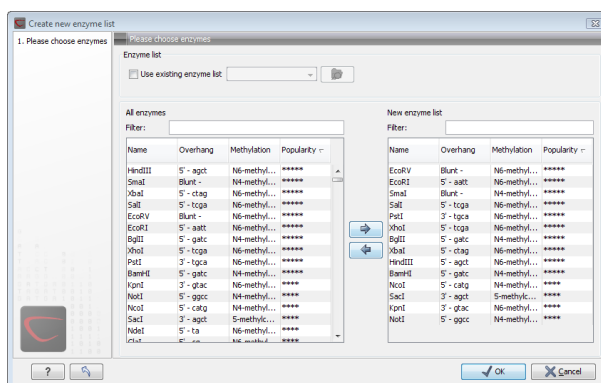 Create new enzyme list
1. Please choose enzymes
Please choose enzymes
Enzyme list
Use existing enzyme list
All enzymes
Filter:
Name Overhang Methylation Popularity
HindIII 5' - agct N6-methyl... *****
SmaI Blunt - N4-methyl... *****
XbaI 5' - ctag N6-methyl... *****
SalI 5' - tcga N6-methyl... *****
EcoRV Blunt - N6-methyl... *****
EcoRI 5' - aatt N6-methyl... *****
BglII 5' - gatc N4-methyl... *****
XhoI 5' - tcga N6-methyl... *****
PstI 3' - tgca N6-methyl... *****
BamHI 5' - gatc N4-methyl... *****
KpnI 3' - gtac N6-methyl... ****
NotI 5' - ggcc N4-methyl... ****
NcoI 5' - catg N4-methyl... ****
SacI 3' - agct 5-methylc... ****
NdeI 5' - ta N6-methyl... ****
ClaI 5' - cg N6-methyl... ****
New enzyme list
Filter:
Name Overhang Methylation Popularity
EcoRV Blunt - N6-methyl... *****
EcoRI 5' - aatt N6-methyl... *****
SmaI Blunt - N4-methyl... *****
SalI 5' - tcga N6-methyl... *****
PstI 3' - tgca N6-methyl... *****
XhoI 5' - tcga N6-methyl... *****
BglII 5' - gatc N4-methyl... *****
XbaI 5' - ctag N6-methyl... *****
HindIII 5' - agct N6-methyl... *****
BamHI 5' - gatc N4-methyl... *****
NcoI 5' - catg N4-methyl... ****
SacI 3' - agct 5-methylc... ****
KpnI 3' - gtac N6-methyl... ****
NotI 5' - ggcc N4-methyl... ****
?
OK
Cancel